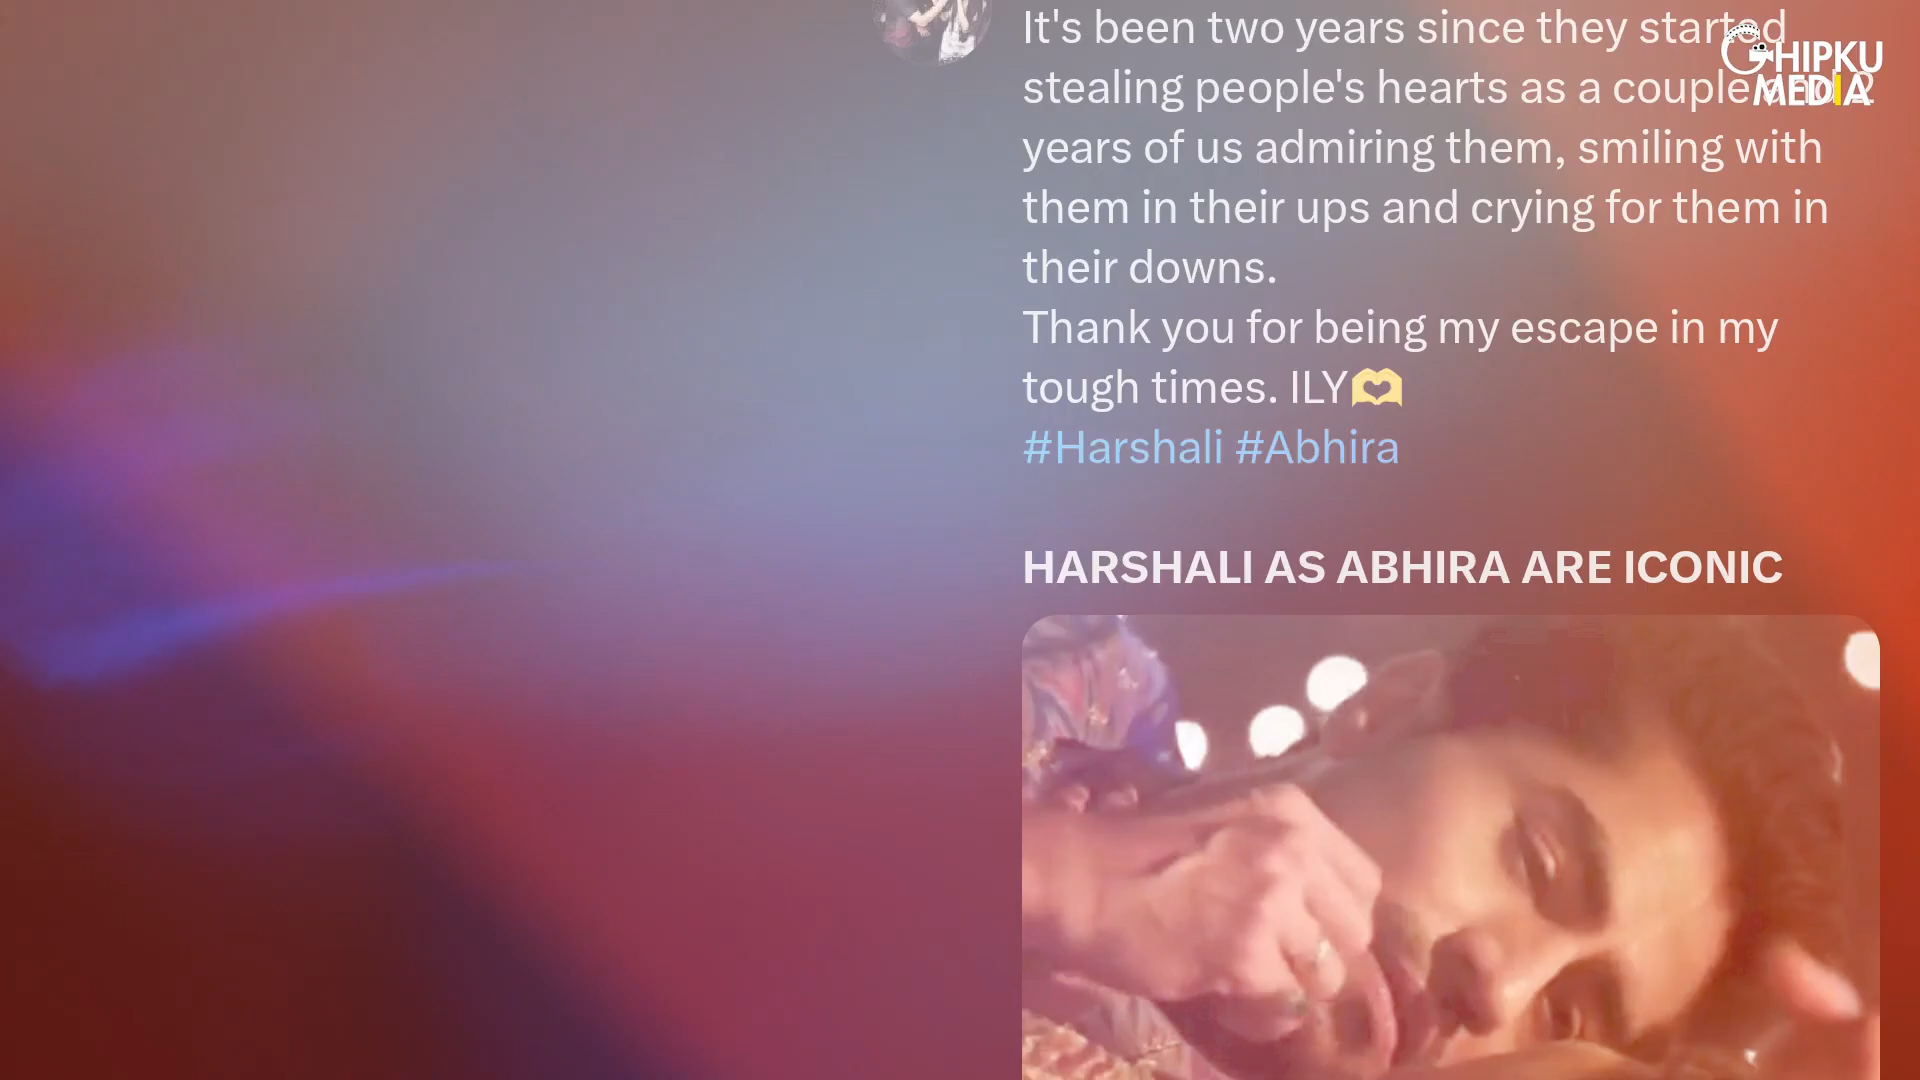 It's been two years since they started
stealing people's hearts as a couple and 2
years of us admiring them, smiling with
them in their ups and crying for them in
their downs.
Thank you for being my escape in my
tough times. ILY🫶
#Harshali #Abhira
HARSHALI AS ABHIRA ARE ICONIC
GHIPKU
MEDIA